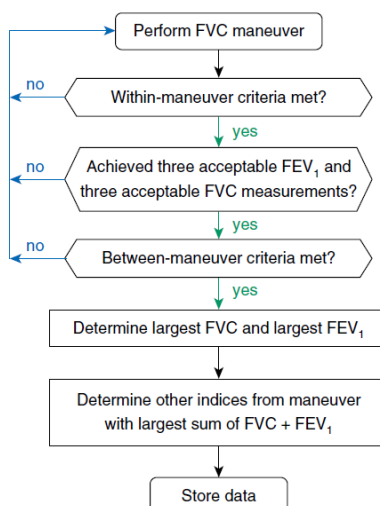 Perform FVC maneuver
no
Within-maneuver criteria met?
yes
no
Achieved three acceptable FEV₁ and
three acceptable FVC measurements?
yes
no
Between-maneuver criteria met?
yes
Determine largest FVC and largest FEV₁
Determine other indices from maneuver
with largest sum of FVC + FEV₁
Store data